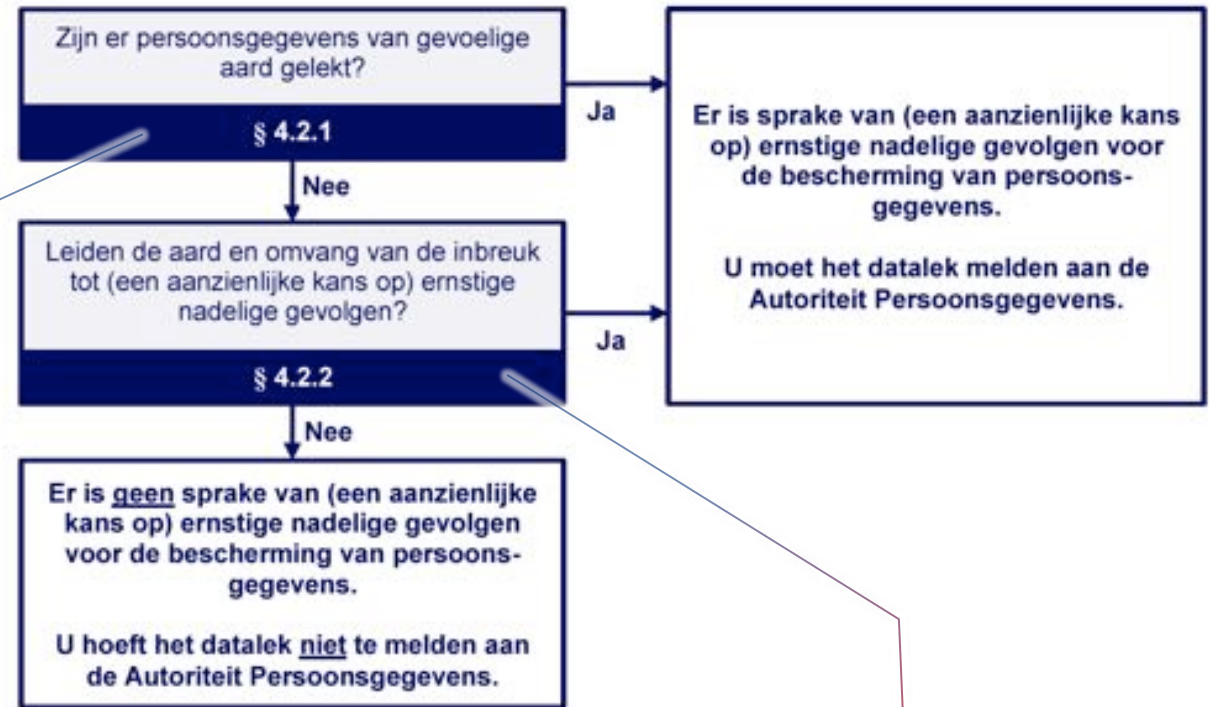 Zijn er persoonsgegevens van gevoelige
aard gelekt?
§ 4.2.1
Ja
Nee
Er is sprake van (een aanzienlijke kans
op) ernstige nadelige gevolgen voor
de bescherming van persoons-
gegevens.
U moet het datalek melden aan de
Autoriteit Persoonsgegevens.
Leiden de aard en omvang van de inbreuk
tot (een aanzienlijke kans op) ernstige
nadelige gevolgen?
§ 4.2.2
Ja
Nee
Er is geen sprake van (een aanzienlijke
kans op) ernstige nadelige gevolgen
voor de bescherming van persoons-
gegevens.
U hoeft het datalek niet te melden aan
de Autoriteit Persoonsgegevens.